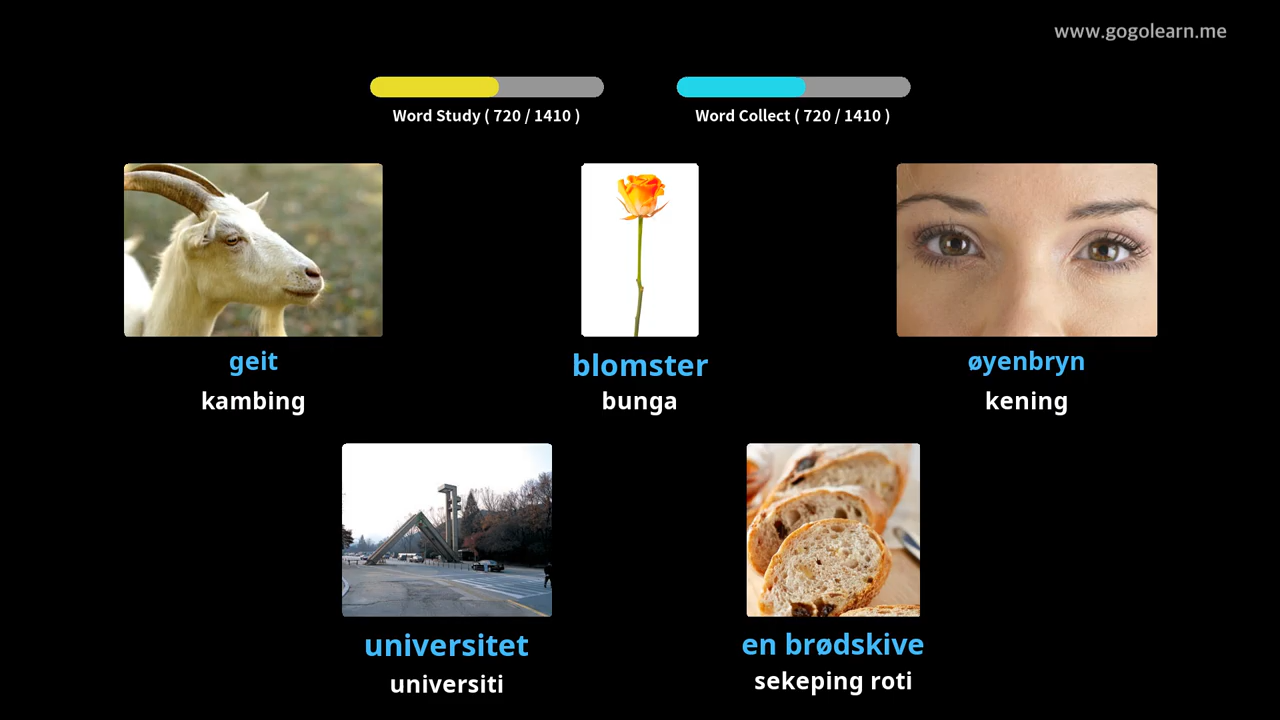 www.gogolearn.me
Word Study ( 720 / 1410 )
Word Collect ( 720 / 1410 )
geit
kambing
blomster
bunga
øyenbryn
kening
universitet
universiti
en brødskive
sekeping roti